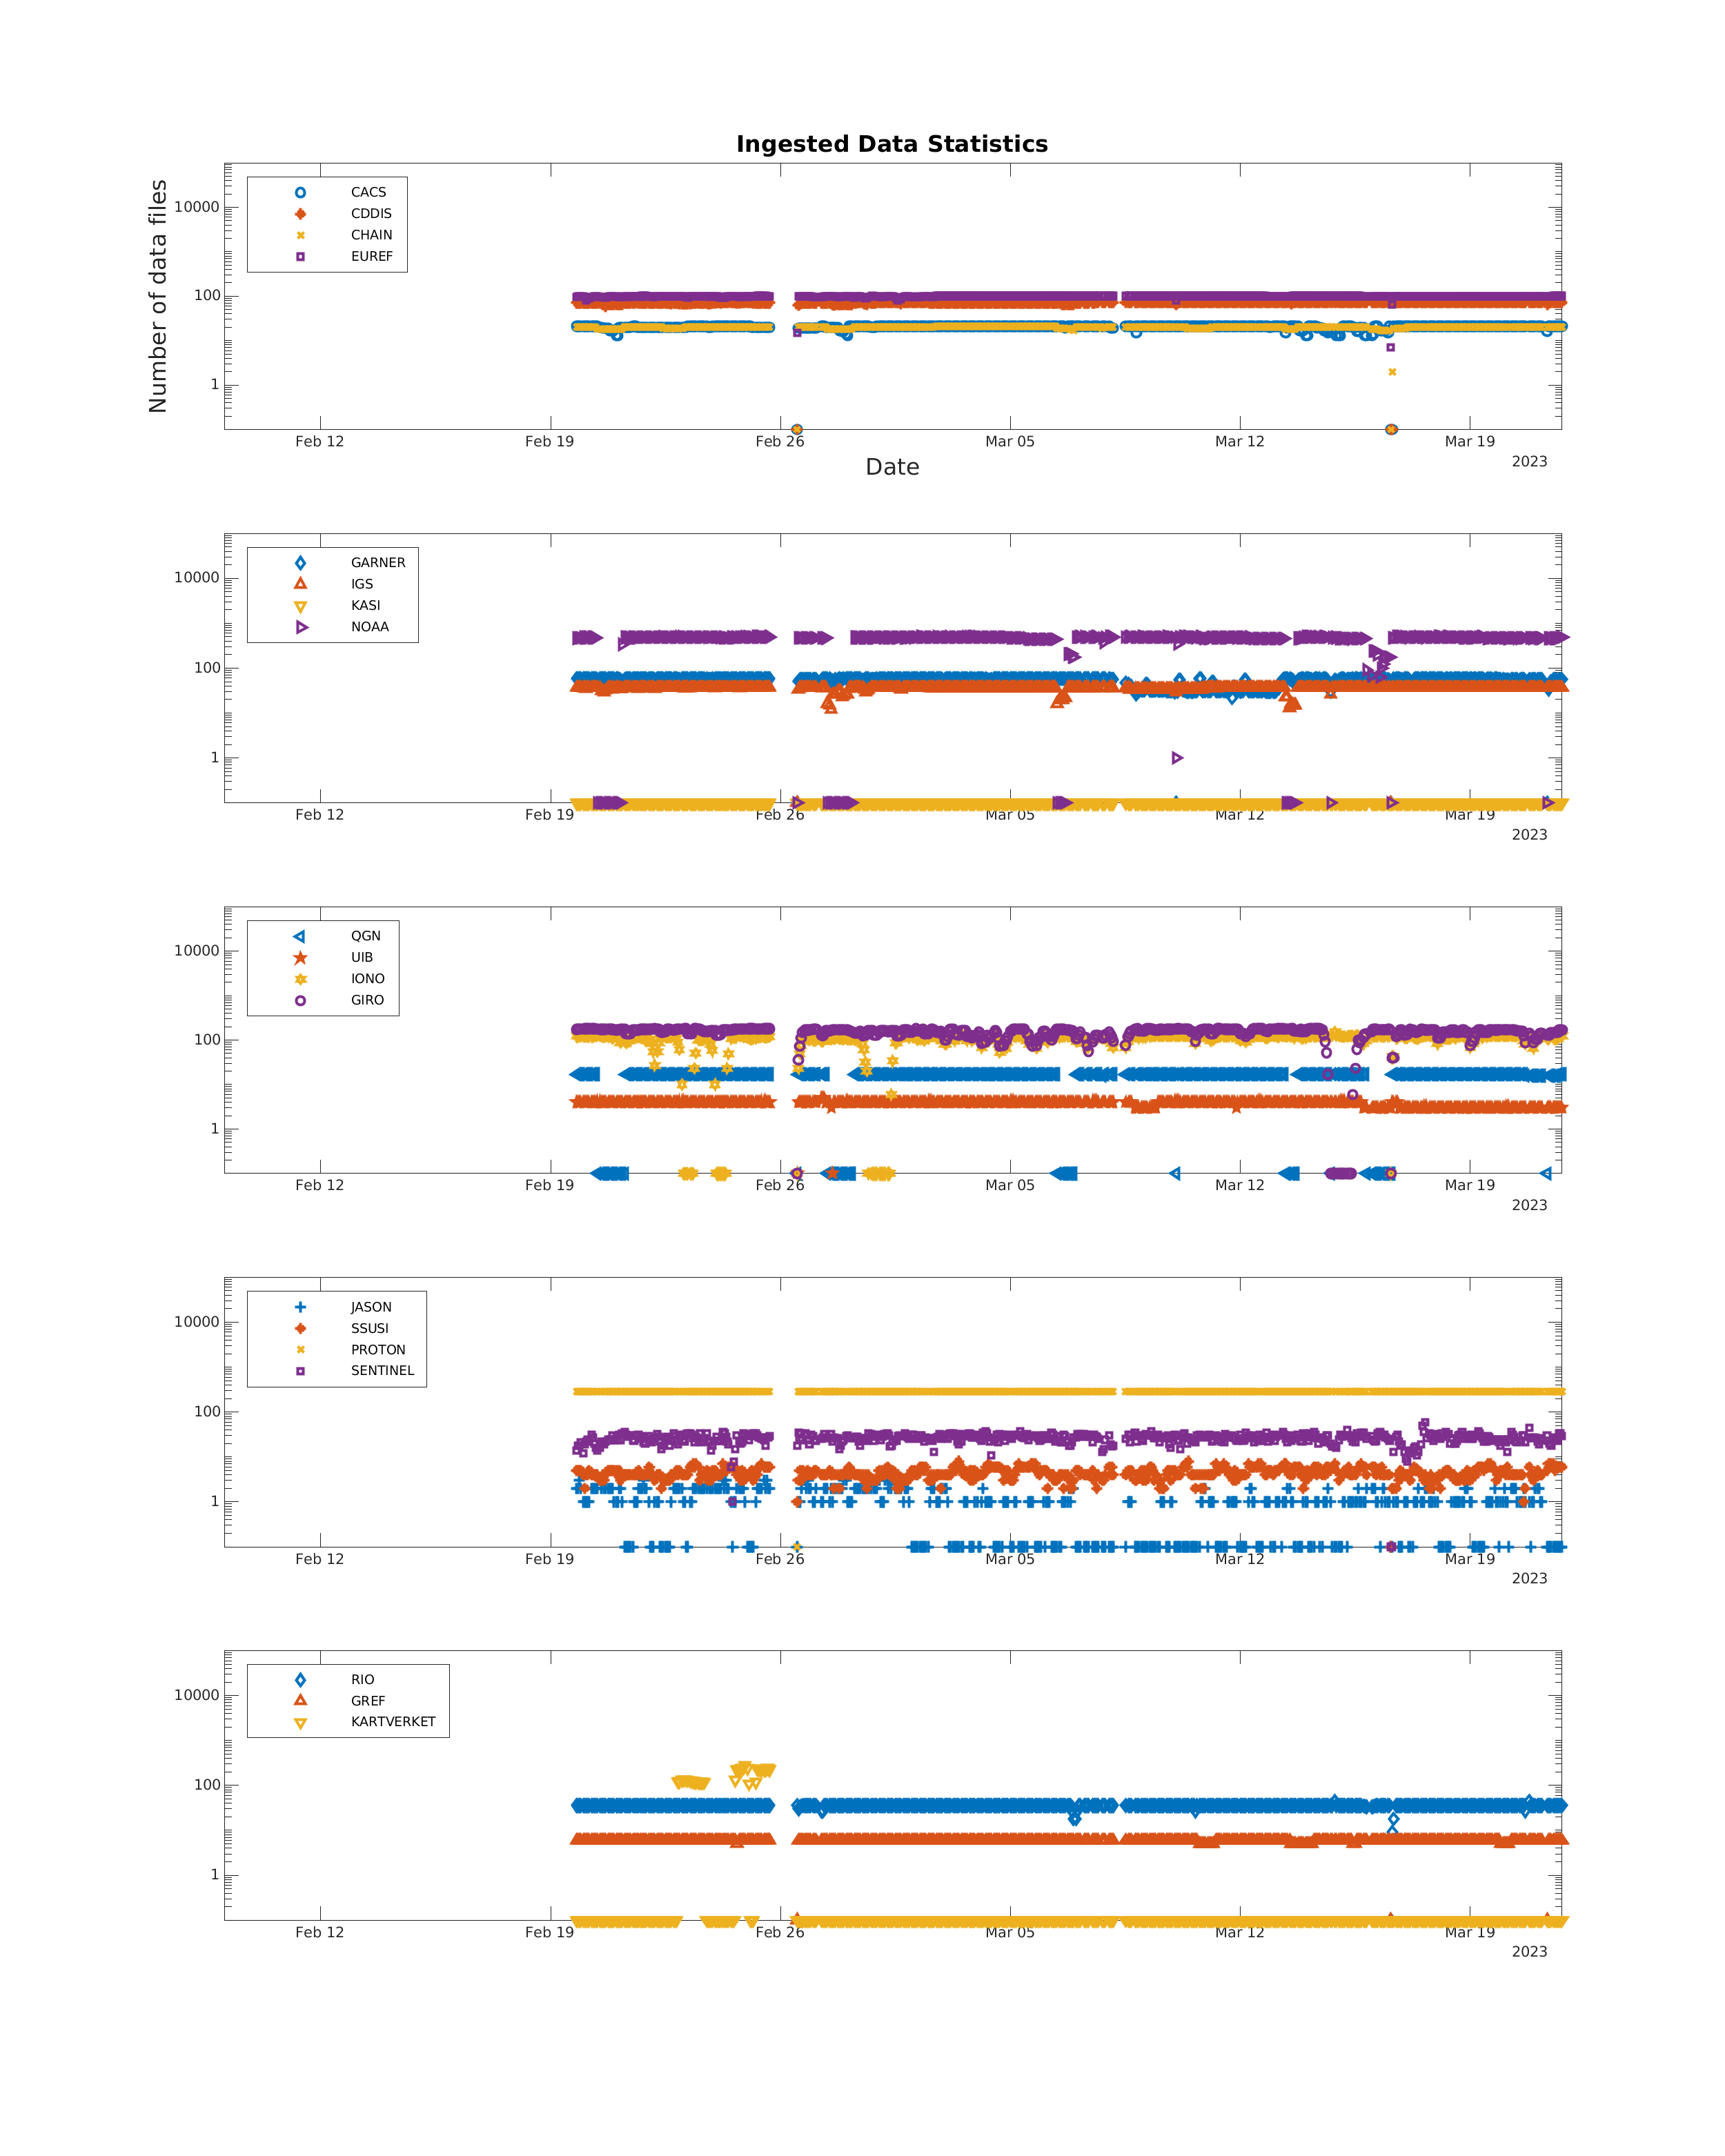 Ingested Data Statistics
Number of data files
10000
100
1
CACS
CDDIS
CHAIN
EUREF
Feb 12 Feb 19 Feb 26 Mar 05 Mar 12 Mar 19
2023
Date
10000
100
1
GARNER
IGS
KASI
NOAA
Feb 12 Feb 19 Feb 26 Mar 05 Mar 12 Mar 19
2023
10000
100
1
QGN
UIB
IONO
GIRO
Feb 12 Feb 19 Feb 26 Mar 05 Mar 12 Mar 19
2023
10000
100
1
JASON
SSUSI
PROTON
SENTINEL
Feb 12 Feb 19 Feb 26 Mar 05 Mar 12 Mar 19
2023
10000
100
1
RIO
GREF
KARTVERKET
Feb 12 Feb 19 Feb 26 Mar 05 Mar 12 Mar 19
2023